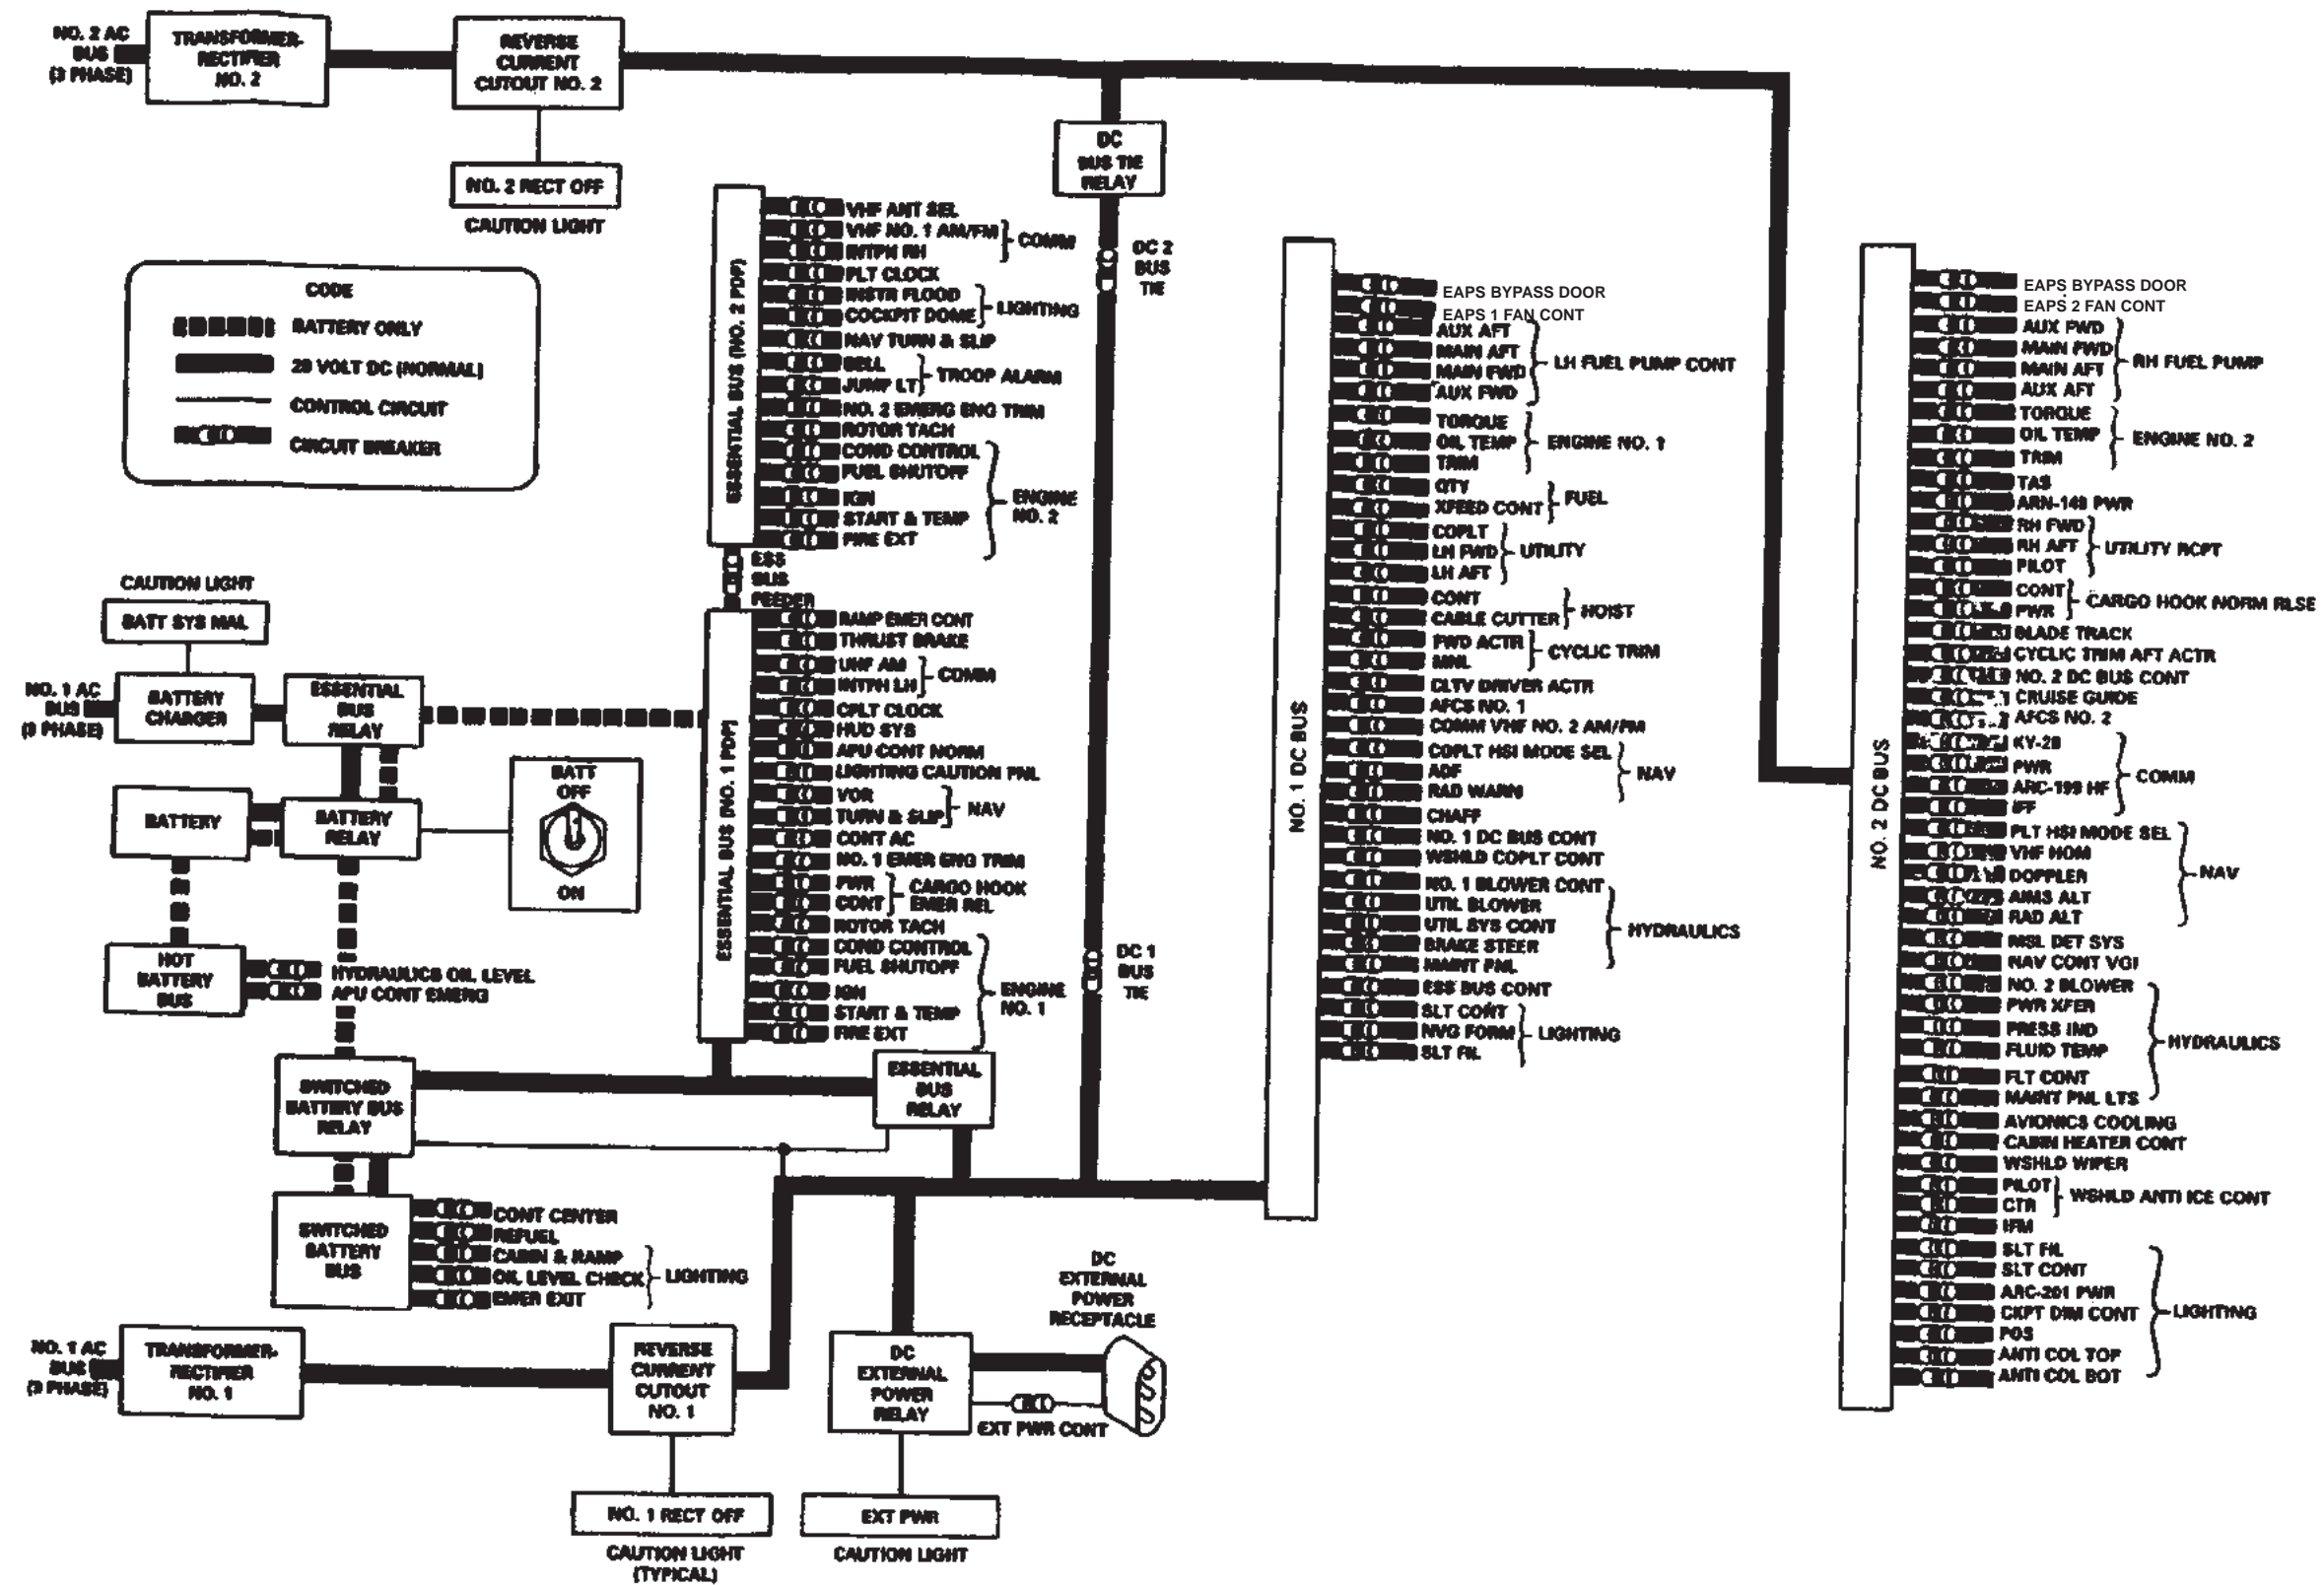 NO. 2 AC
BUS
(3 PHASE)
TRANSFORMER-
RECTIFIER
NO. 2
REVERSE
CURRENT
CUTOUT NO. 2
NO. 2 RECT OFF
CAUTION LIGHT
CODE
BATTERY ONLY
28 VOLT DC (NORMAL)
CONTROL CIRCUIT
CIRCUIT BREAKER
DC
BUS TIE
RELAY
DC 2
BUS
TIE
DC 1
BUS
TIE
ESSENTIAL BUS (NO. 2 PDP)
VHF ANT SEL
VHF NO. 1 AM/FM
INTPH RH
COMM
PLT CLOCK
INSTR FLOOD
COCKPIT DOME
LIGHTING
NAV TURN & SLIP
BELL
JUMP LT
TROOP ALARM
NO. 2 EMERG ENG TRIM
ROTOR TACH
COND CONTROL
FUEL SHUTOFF
IGN
START & TEMP
FIRE EXT
ENGINE
NO. 2
ESS
BUS
FEEDER
ESSENTIAL BUS (NO. 1 PDP)
RAMP EMER CONT
THRUST BRAKE
UHF AM
INTPH LH
COMM
CPLT CLOCK
HUD SYS
APU CONT NORM
LIGHTING CAUTION PNL
VOR
TURN & SLIP
NAV
CONT AC
NO. 1 EMER ENG TRIM
PWR
CONT
CARGO HOOK
EMER REL
ROTOR TACH
COND CONTROL
FUEL SHUTOFF
IGN
START & TEMP
FIRE EXT
ENGINE
NO. 1
CAUTION LIGHT
BATT SYS MAL
NO. 1 AC
BUS
(3 PHASE)
BATTERY
CHARGER
ESSENTIAL
BUS
RELAY
BATTERY
BATTERY
RELAY
BATT
OFF
ON
HOT
BATTERY
BUS
HYDRAULICS OIL LEVEL
APU CONT EMERG
SWITCHED
BATTERY BUS
RELAY
ESSENTIAL
BUS
RELAY
SWITCHED
BATTERY
BUS
CONT CENTER
REFUEL
CABIN & RAMP
OIL LEVEL CHECK
EMER EXIT
LIGHTING
NO. 1 AC
BUS
(3 PHASE)
TRANSFORMER-
RECTIFIER
NO. 1
REVERSE
CURRENT
CUTOUT
NO. 1
NO. 1 RECT OFF
CAUTION LIGHT
(TYPICAL)
DC
EXTERNAL
POWER
RELAY
EXT PWR
CAUTION LIGHT
DC
EXTERNAL
POWER
RECEPTACLE
EXT PWR CONT
NO. 1 DC BUS
EAPS BYPASS DOOR
EAPS 1 FAN CONT
AUX AFT
MAIN AFT
MAIN FWD
AUX FWD
LH FUEL PUMP CONT
TORQUE
OIL TEMP
TRIM
ENGINE NO. 1
QTY
XFEED CONT
FUEL
COPLT
LH FWD
LH AFT
UTILITY
CONT
CABLE CUTTER
HOIST
FWD ACTR
MNL
CYCLIC TRIM
CLTV DRIVER ACTR
AFCS NO. 1
COMM VHF NO. 2 AM/FM
COPLT HSI MODE SEL
ADF
RAD WARN
NAV
CHAFF
NO. 1 DC BUS CONT
WSHLD COPLT CONT
NO. 1 BLOWER CONT
UTIL BLOWER
UTIL SYS CONT
BRAKE STEER
MAINT PNL
HYDRAULICS
ESS BUS CONT
SLT CONT
NVG FORM
SLT FIL
LIGHTING
NO. 2 DC BUS
EAPS BYPASS DOOR
EAPS 2 FAN CONT
AUX FWD
MAIN FWD
MAIN AFT
AUX AFT
RH FUEL PUMP
TORQUE
OIL TEMP
TRIM
ENGINE NO. 2
TAS
ARN-149 PWR
RH FWD
RH AFT
PILOT
UTILITY RCPT
CONT
PWR
CARGO HOOK NORM RLSE
BLADE TRACK
CYCLIC TRIM AFT ACTR
NO. 2 DC BUS CONT
CRUISE GUIDE
AFCS NO. 2
KY-28
PWR
ARC-199 HF
IFF
COMM
PLT HSI MODE SEL
VHF HOM
DOPPLER
AIMS ALT
RAD ALT
NAV
MSL DET SYS
NAV CONT VGI
NO. 2 BLOWER
PWR XFER
PRESS IND
FLUID TEMP
FLT CONT
MAINT PNL LTS
HYDRAULICS
AVIONICS COOLING
CABIN HEATER CONT
WSHLD WIPER
PILOT
CTR
WSHLD ANTI ICE CONT
IFM
SLT FIL
SLT CONT
ARC-201 PWR
CKPT DIM CONT
POS
ANTI COL TOP
ANTI COL BOT
LIGHTING